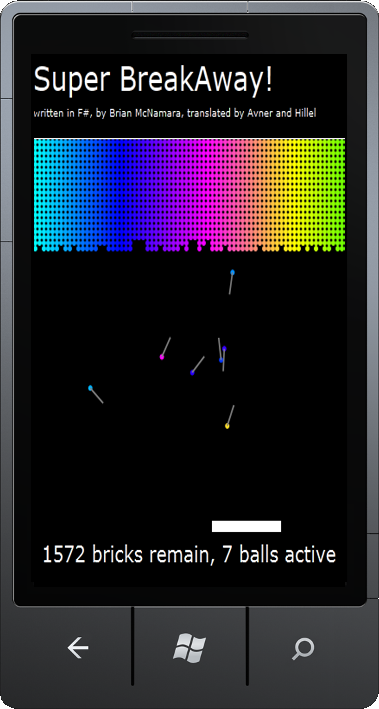 Super BreakAway!
written in F#, by Brian McNamara, translated by Avner and Hillel
1572 bricks remain, 7 balls active